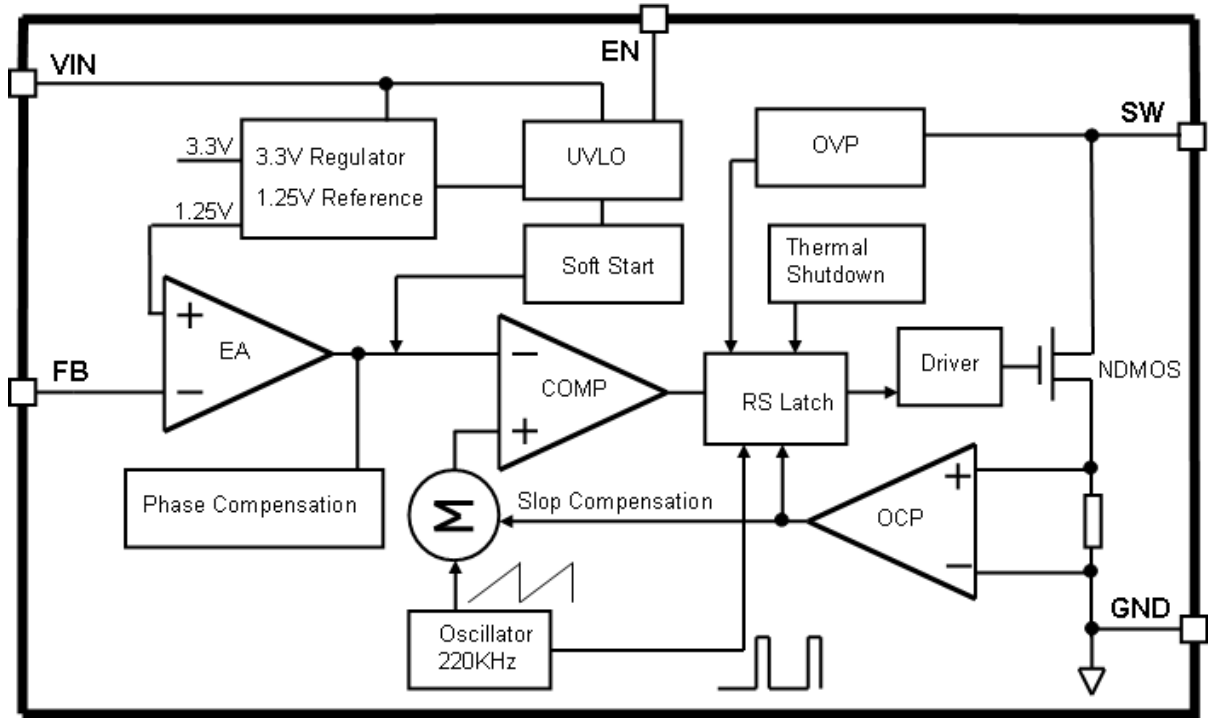 EN
VIN
SW
3.3V
3.3V Regulator
1.25V Reference
UVLO
OVP
1.25V
Soft Start
Thermal
Shutdown
+
EA
−
FB
−
COMP
+
RS Latch
Driver
NDMOS
Phase Compensation
Σ
Slop Compensation
+
OCP
−
Oscillator
220KHz
GND